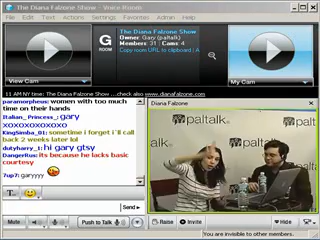 The Diana Falzone Show - Voice Room
File Edit Text Actions Settings Favorites Admin Help
G
ROOM
The Diana Falzone Show
Owner Gary (paltalk)
Members : 31 | Cams : 4
Copy room URL to clipboard | A
View Cam
My Cam
11 AM NY time: The Diana Falzone Show ...check also www.dianafalzone.com
paramorpheus: women with too much
time on their hands
Italian_ Princess_: gary
xoxoxoxoxoxo
KingSimba_01: sometime i forget i`ll call
back 2 weeks later lol
dutyharry_1: hi gary gtsy
DangerRus: its because he lacks basic
courtesy
7up7: garyyyy
Diana Falzone
paltalk
paltalk
paltalk
Send
Mute
Push to Talk
Raise
Invite
Hide
You are invisible to other members.